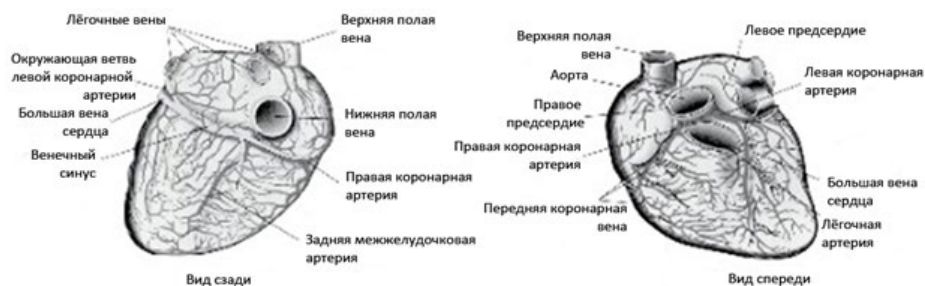 Лёгочные вены
Верхняя полая
вена
Окружающая ветвь
левой коронарной
артерии
Большая вена
сердца
Венечный
синус
Нижняя полая
вена
Правая коронарная
артерия
Задняя межжелудочковая
артерия
Вид сзади
Верхняя полая
вена
Левое предсердие
Аорта
Левая коронарная
артерия
Правое
предсердие
Правая коронарная
артерия
Передняя коронарная
вена
Большая вена
сердца
Лёгочная
артерия
Вид спереди